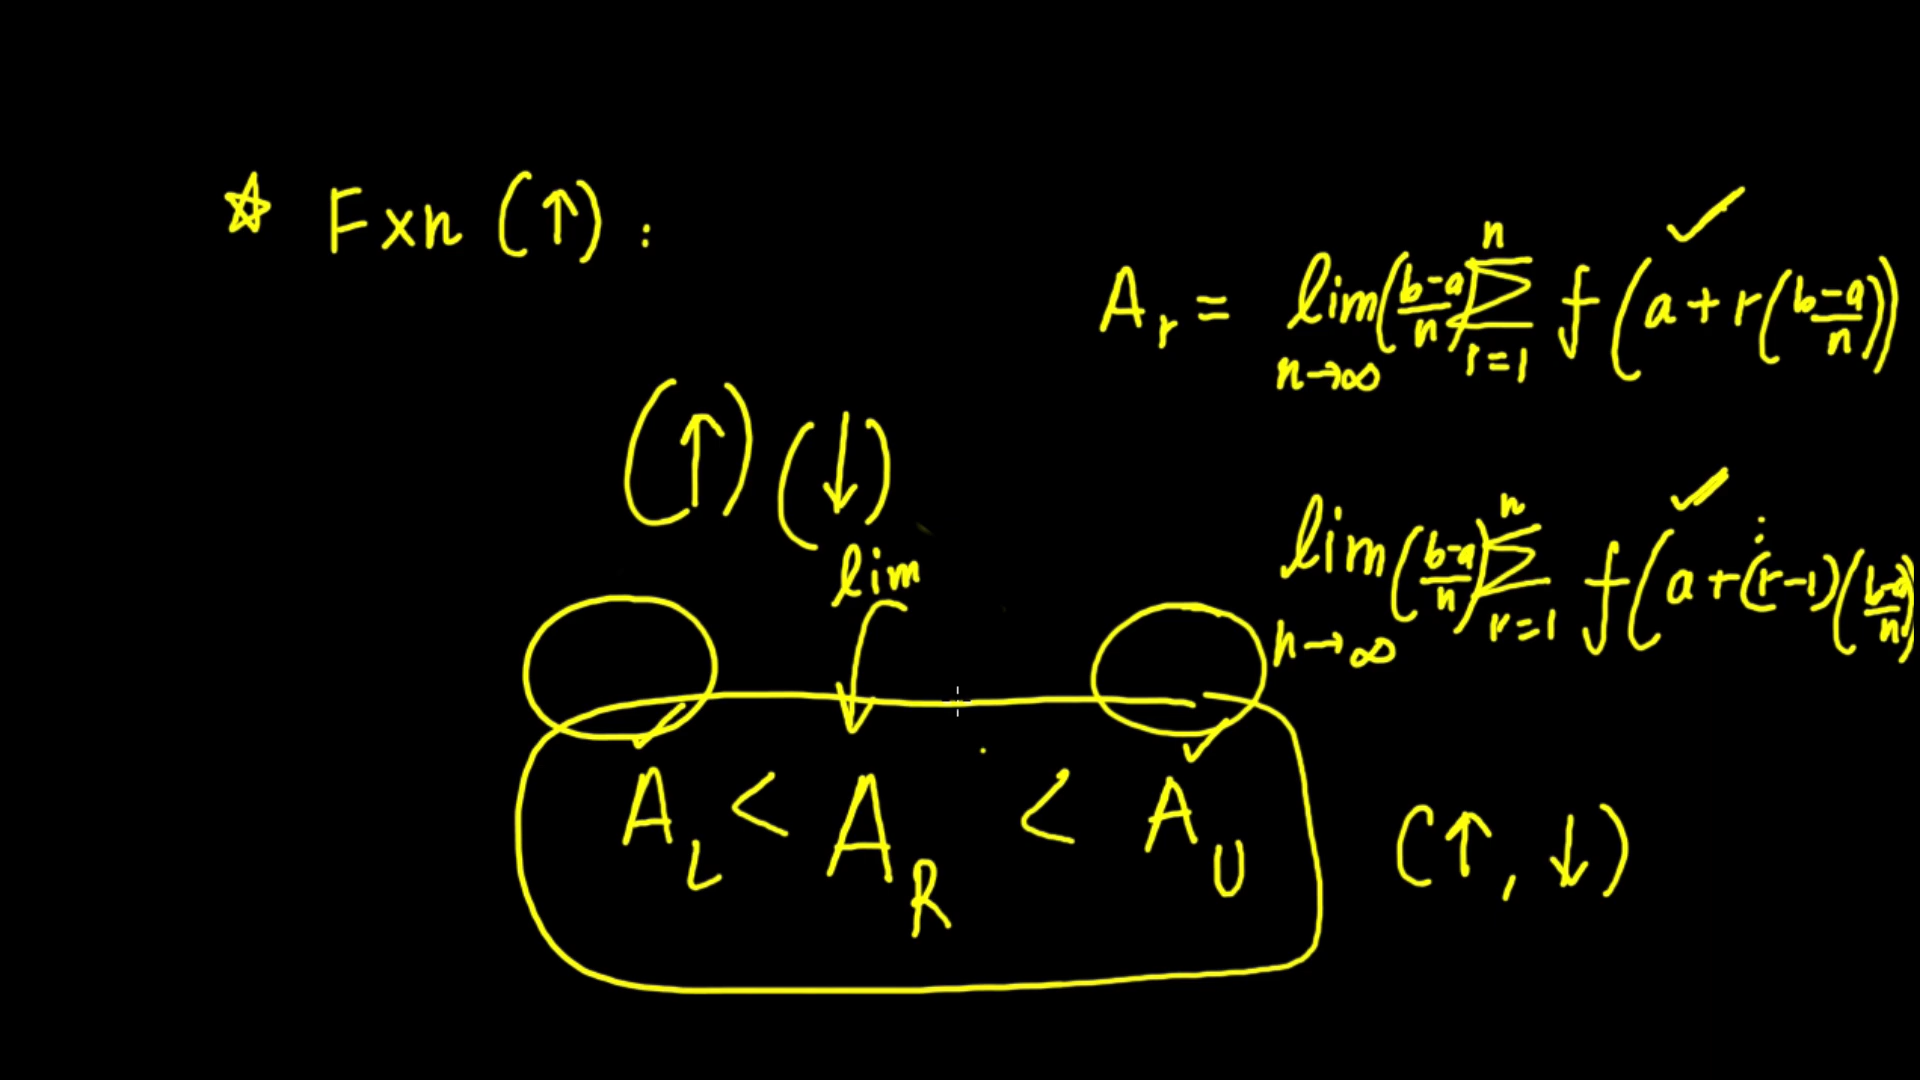 ☆ Fxn (↑) :
A_r = lim_{n→∞} (b-a/n) Σ_{r=1}^{n} f(a+r(b-a/n))
(↑) (↓)
lim_{n→∞} (b-a/n) Σ_{r=1}^{n} f(a+(r-1)(b-a/n)
lim
A_L < A_R < A_U (↑, ↓)